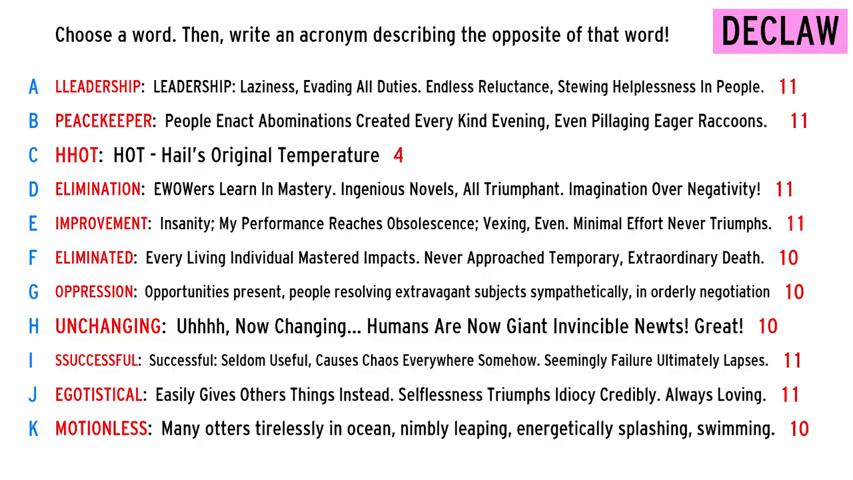 Choose a word. Then, write an acronym describing the opposite of that word!
DECLAW
A LLEADERSHIP: LEADERSHIP: Laziness, Evading All Duties. Endless Reluctance, Stewing Helplessness In People. 11
B PEACEKEEPER: People Enact Abominations Created Every Kind Evening, Even Pillaging Eager Raccoons. 11
C HHOT: HOT - Hail's Original Temperature 4
D ELIMINATION: EWOWers Learn In Mastery. Ingenious Novels, All Triumphant. Imagination Over Negativity! 11
E IMPROVEMENT: Insanity; My Performance Reaches Obsolescence; Vexing, Even. Minimal Effort Never Triumphs. 11
F ELIMINATED: Every Living Individual Mastered Impacts. Never Approached Temporary, Extraordinary Death. 10
G OPPRESSION: Opportunities present, people resolving extravagant subjects sympathetically, in orderly negotiation 10
H UNCHANGING: Uhhhh, Now Changing... Humans Are Now Giant Invincible Newts! Great! 10
I SSUCCESSFUL: Successful: Seldom Useful, Causes Chaos Everywhere Somehow. Seemingly Failure Ultimately Lapses. 11
J EGOTISTICAL: Easily Gives Others Things Instead. Selflessness Triumphs Idiocy Credibly. Always Loving. 11
K MOTIONLESS: Many otters tirelessly in ocean, nimbly leaping, energetically splashing, swimming. 10